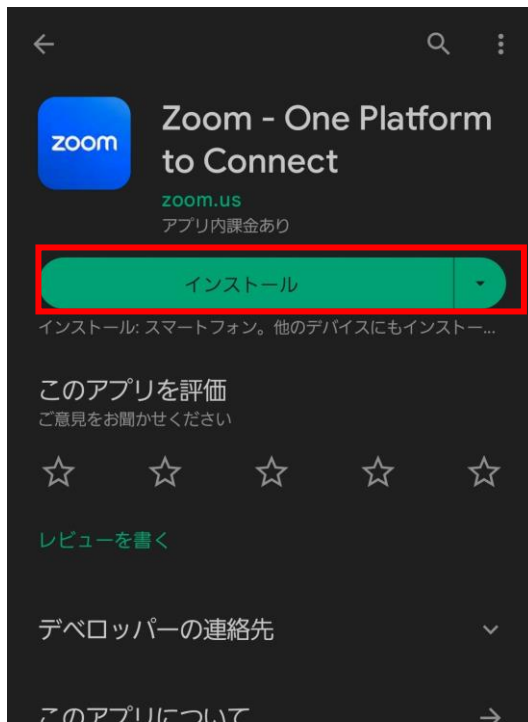 zoom
Zoom - One Platform
to Connect
zoom.us
アプリ内課金あり
インストール
インストール: スマートフォン。他のデバイスにもインストー...
このアプリを評価
ご意見をお聞かせください
レビューを書く
デベロッパーの連絡先
このアプリについて